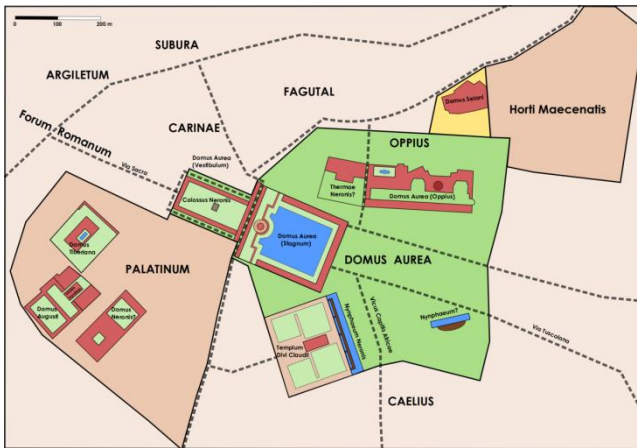 0 100 200 m
SUBURA
ARGILETUM
FAGUTAL
Domus Seiani
Horti Maecenatis
Forum Romanum
CARINAE
OPPIUS
Via Sacra
Domus Aurea
(Vestibulum)
Colossus Neronis
Thermae
Neronis?
Domus Aurea (Oppius)
Domus Aurea
(Stagnum)
Domus
Tiberiana
PALATINUM
DOMUS AUREA
Domus
Augusti
Domus
Neronis?
Templum
Divi Claudi
Nymphaeum Neronis
Vicus Capitis Africae
Nymphaeum?
Via Tusculana
CAELIUS